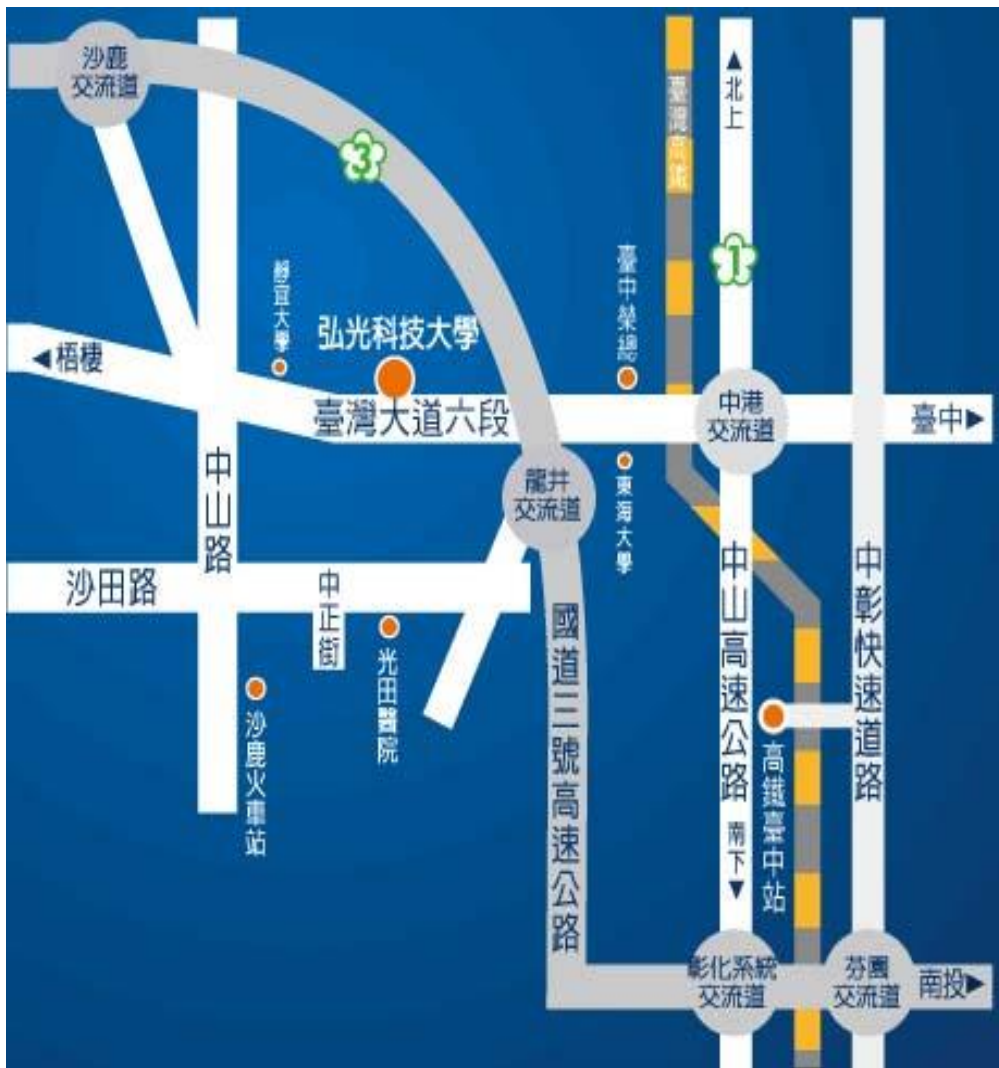 沙鹿
交流道
3
臺灣高鐵
北上
1
靜宜大學
弘光科技大學
臺中榮總
梧棲
臺灣大道六段
中港
交流道
臺中
中山路
龍井
交流道
東海大學
沙田路
中正街
光田醫院
沙鹿火車站
國道三號高速公路
中山高速公路
中彰快速道路
高鐵臺中站
南下
彰化系統
交流道
芬園
交流道
南投